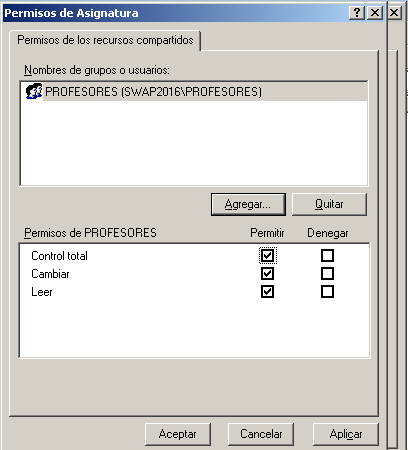 Permisos de Asignatura
Permisos de los recursos compartidos
Nombres de grupos o usuarios:
PROFESORES (SWAP2016\PROFESORES)
Agregar... Quitar
Permisos de PROFESORES Permitir Denegar
Control total
Cambiar
Leer
Aceptar Cancelar Aplicar